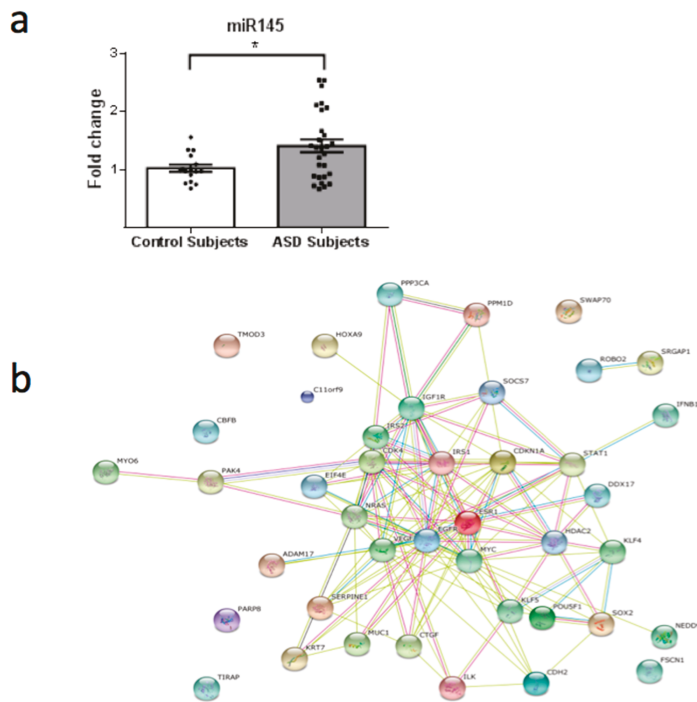 a
miR145
*
3
2
1
Fold change
Control Subjects ASD Subjects
b
PPP3CA
PPM1D
SWAP70
TMOD3
HOXA9
ROBO2
SRGAP1
C11orf9
SOCS7
IGF1R
IFNB1
CBFB
IRS2
CDK4
IRS1
CDKN1A
STAT1
MYO6
PAK4
EIF4E
DDX17
NRAS
ESR1
EGFR
VEGF
MYC
HDAC2
KLF4
ADAM17
SERPINE1
KLF5
POU5F1
SOX2
PARP8
MUC1
CTGF
NEDD9
KRT7
FSCN1
TIRAP
ILK
CDH2